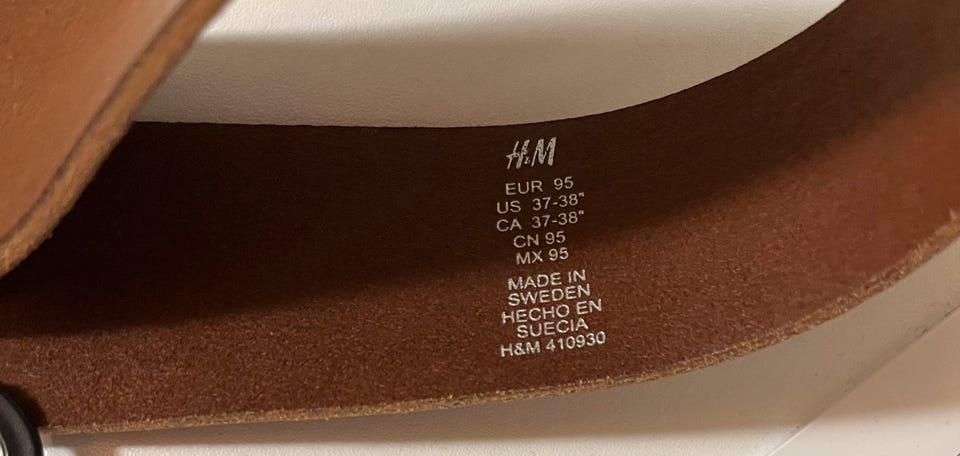 H&M
EUR 95
US 37-38"
CA 37-38"
CN 95
MX 95
MADE IN
SWEDEN
HECHO EN
SUECIA
H&M 410930